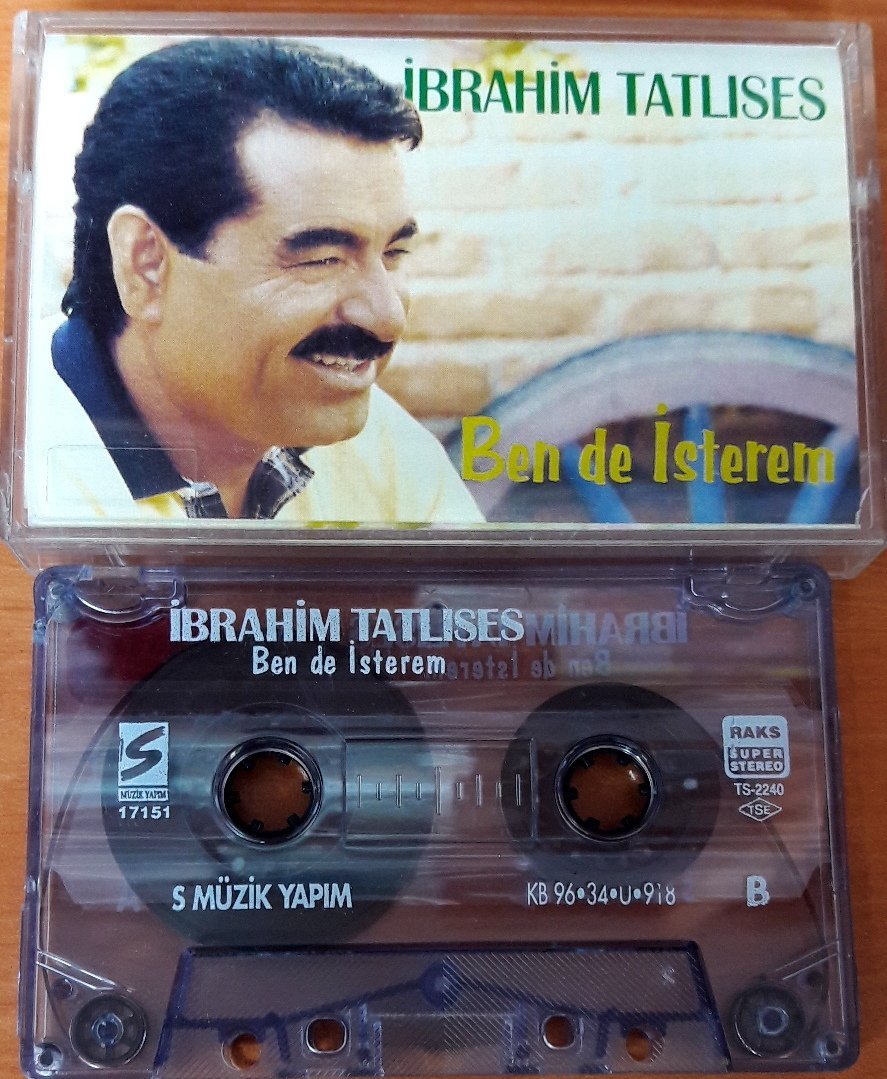 İBRAHİM TATLISES
Ben de İsterem
İBRAHİM TATLISES
Ben de İsterem
S
MÜZİK YAPIM
17151
RAKS
SUPER
STEREO
TS-2240
TSE
S MÜZİK YAPIM
KB 96•34•U•918
B